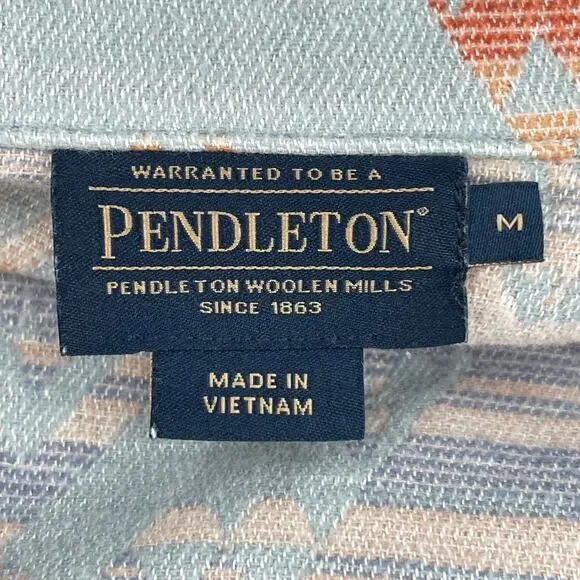 WARRANTED TO BE A
PENDLETON®
PENDLETON WOOLEN MILLS
SINCE 1863
M
MADE IN
VIETNAM